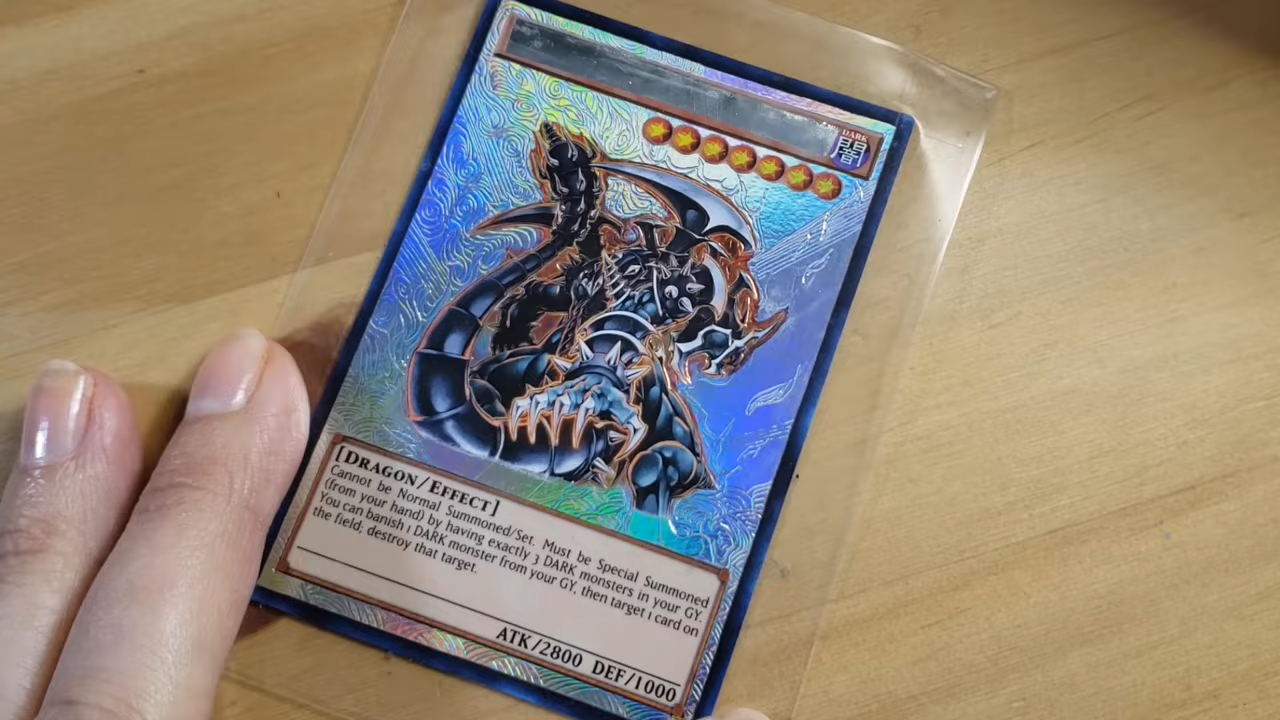 DARK
闇
[DRAGON/EFFECT]
Cannot be Normal Summoned/Set. Must be Special Summoned
(from your hand) by having exactly 3 DARK monsters in your GY.
You can banish 1 DARK monster from your GY, then target 1 card on
the field; destroy that target.
ATK/2800 DEF/1000